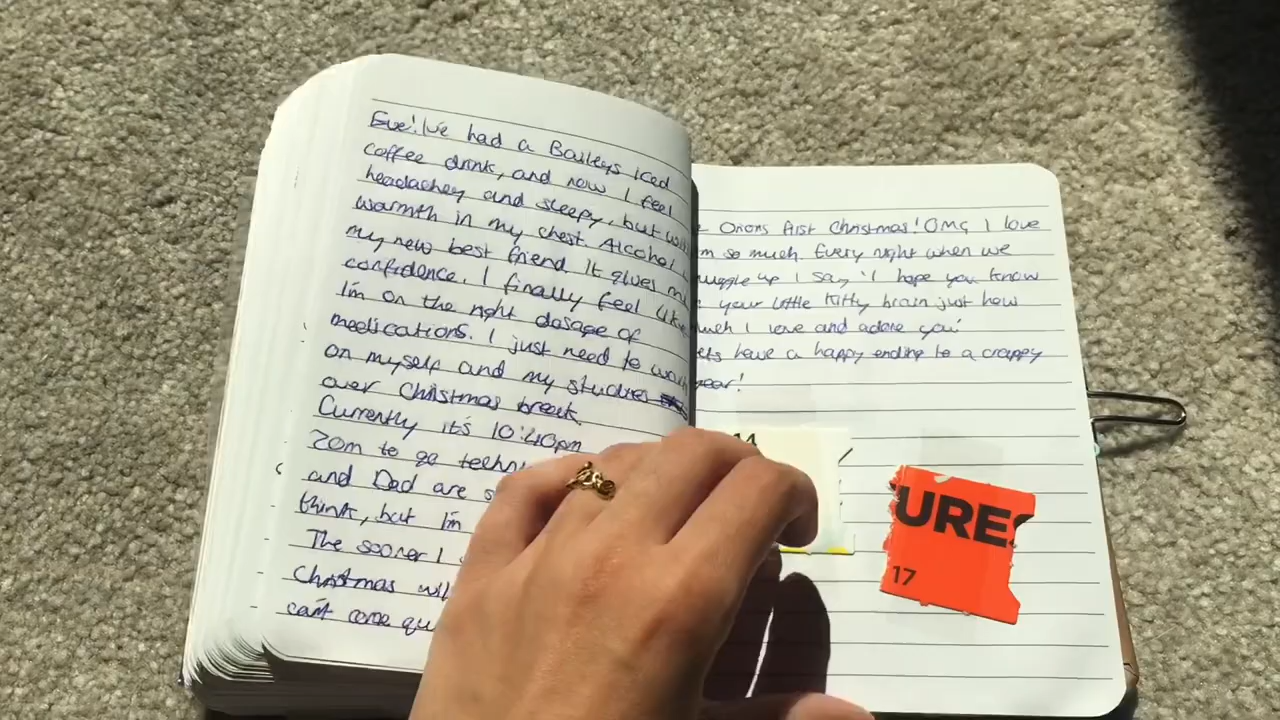 Eve! I've had a Baileys iced
coffee drink, and now I feel
headachey and sleepy, but with
warmth in my chest. Alcohol is
my new best friend. It gives me
confidence. I finally feel like
I'm on the right dosage of
medications. I just need to work
on myself and my studies
over Christmas break.
Currently it's 10:40pm
20m to go
and Dad are
think, but I'm
The sooner I
Christmas will
can't come
Orions first Christmas! OMG I love
so much. Every night when we
up I say, 'I hope you know
your little kitty brain just how
much I love and adore you'
lets have a happy ending to a crappy
year!
URES
17